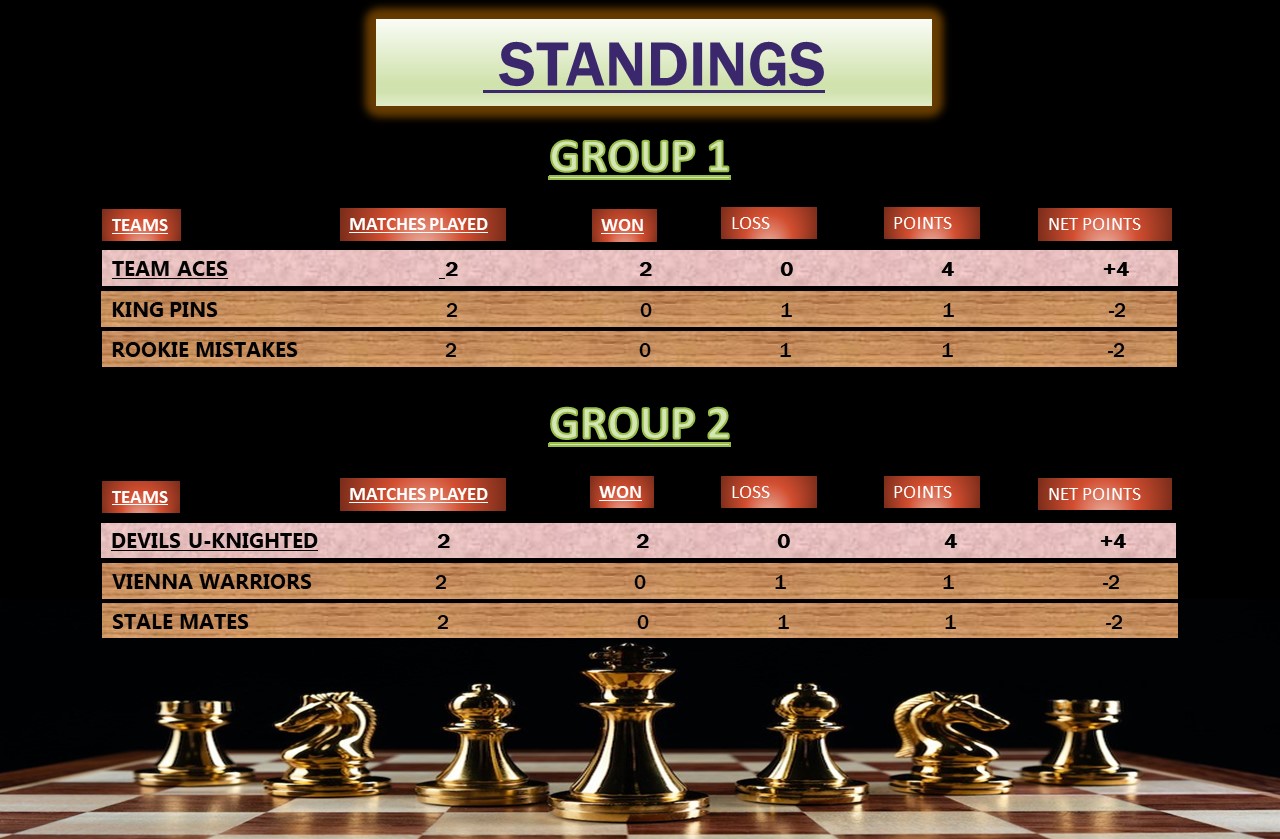 STANDINGS
GROUP 1
TEAMS MATCHES PLAYED WON LOSS POINTS NET POINTS
TEAM ACES 2 2 0 4 +4
KING PINS 2 0 1 1 -2
ROOKIE MISTAKES 2 0 1 1 -2
GROUP 2
TEAMS MATCHES PLAYED WON LOSS POINTS NET POINTS
DEVILS U-KNIGHTED 2 2 0 4 +4
VIENNA WARRIORS 2 0 1 1 -2
STALE MATES 2 0 1 1 -2